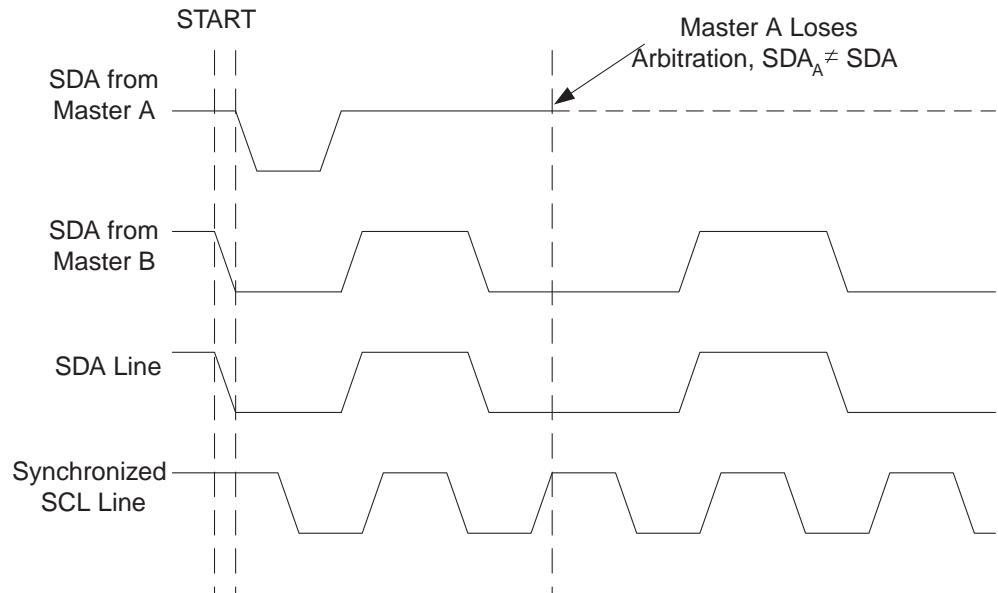 START
Master A Loses
Arbitration, SDA_A ≠ SDA
SDA from
Master A
SDA from
Master B
SDA Line
Synchronized
SCL Line